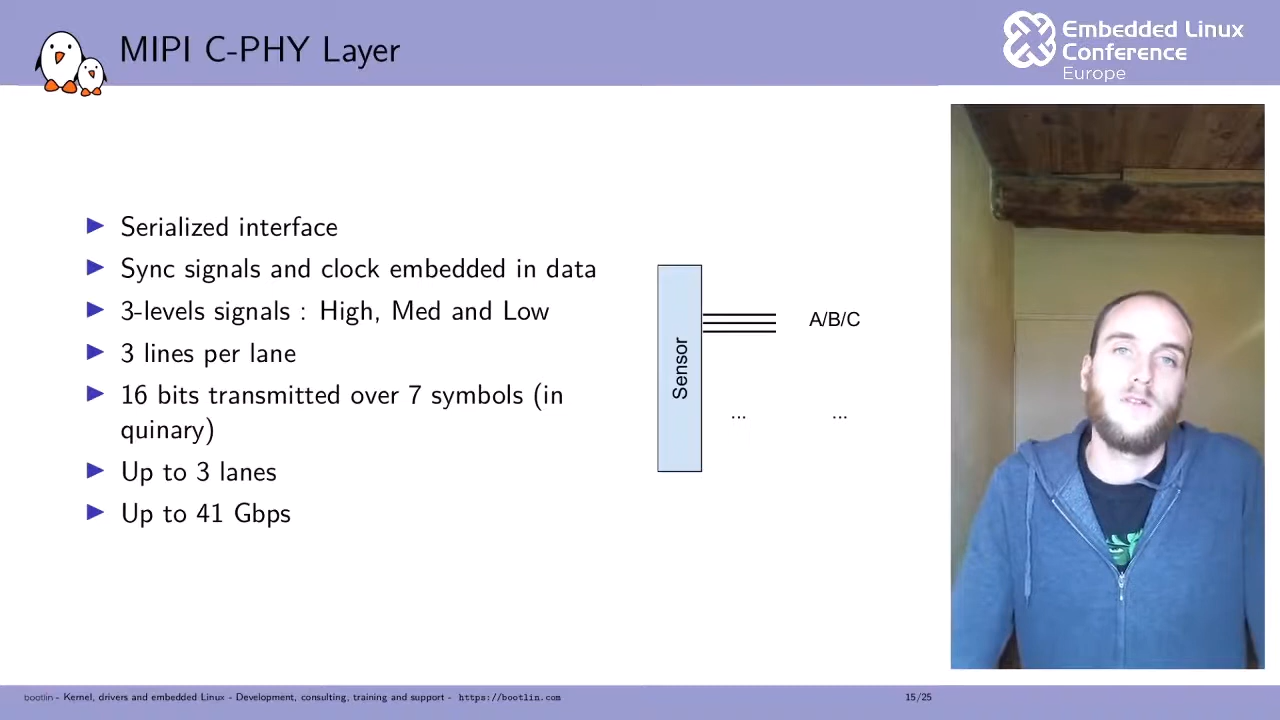 MIPI C-PHY Layer
Embedded Linux
Conference
Europe
Serialized interface
Sync signals and clock embedded in data
3-levels signals : High, Med and Low
3 lines per lane
16 bits transmitted over 7 symbols (in
quinary)
Up to 3 lanes
Up to 41 Gbps
Sensor
A/B/C
... ...
bootlin - Kernel, drivers and embedded Linux - Development, consulting, training and support - https://bootlin.com
15/25